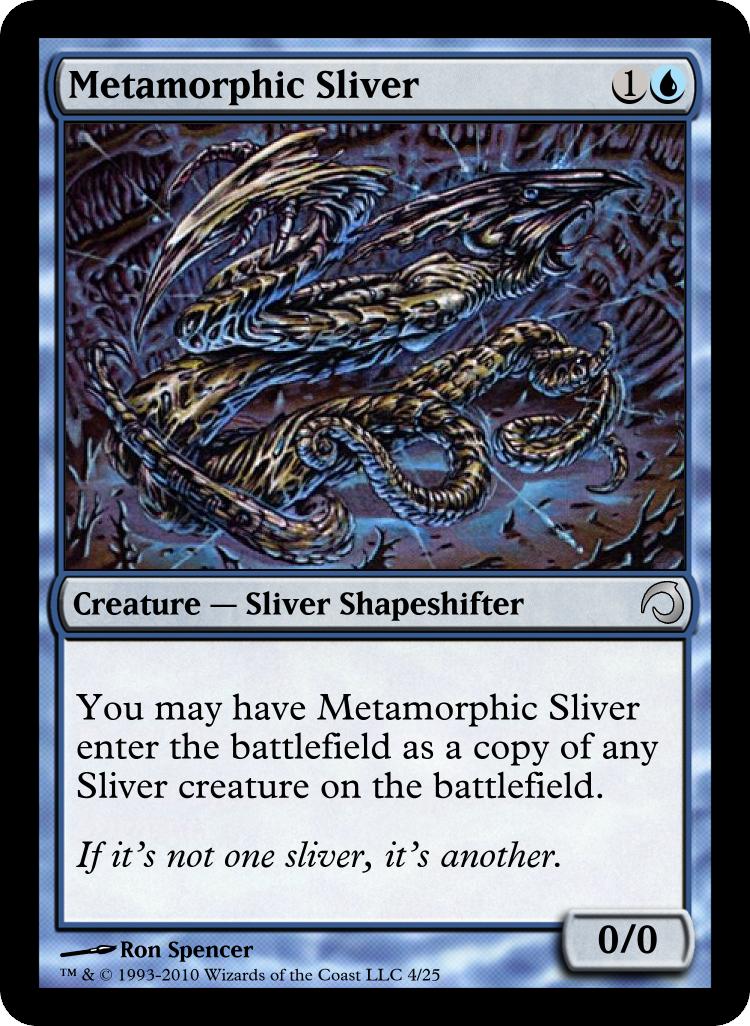 Metamorphic Sliver 1
Creature — Sliver Shapeshifter
You may have Metamorphic Sliver
enter the battlefield as a copy of any
Sliver creature on the battlefield.
If it's not one sliver, it's another.
0/0
Ron Spencer
™ & © 1993-2010 Wizards of the Coast LLC 4/25